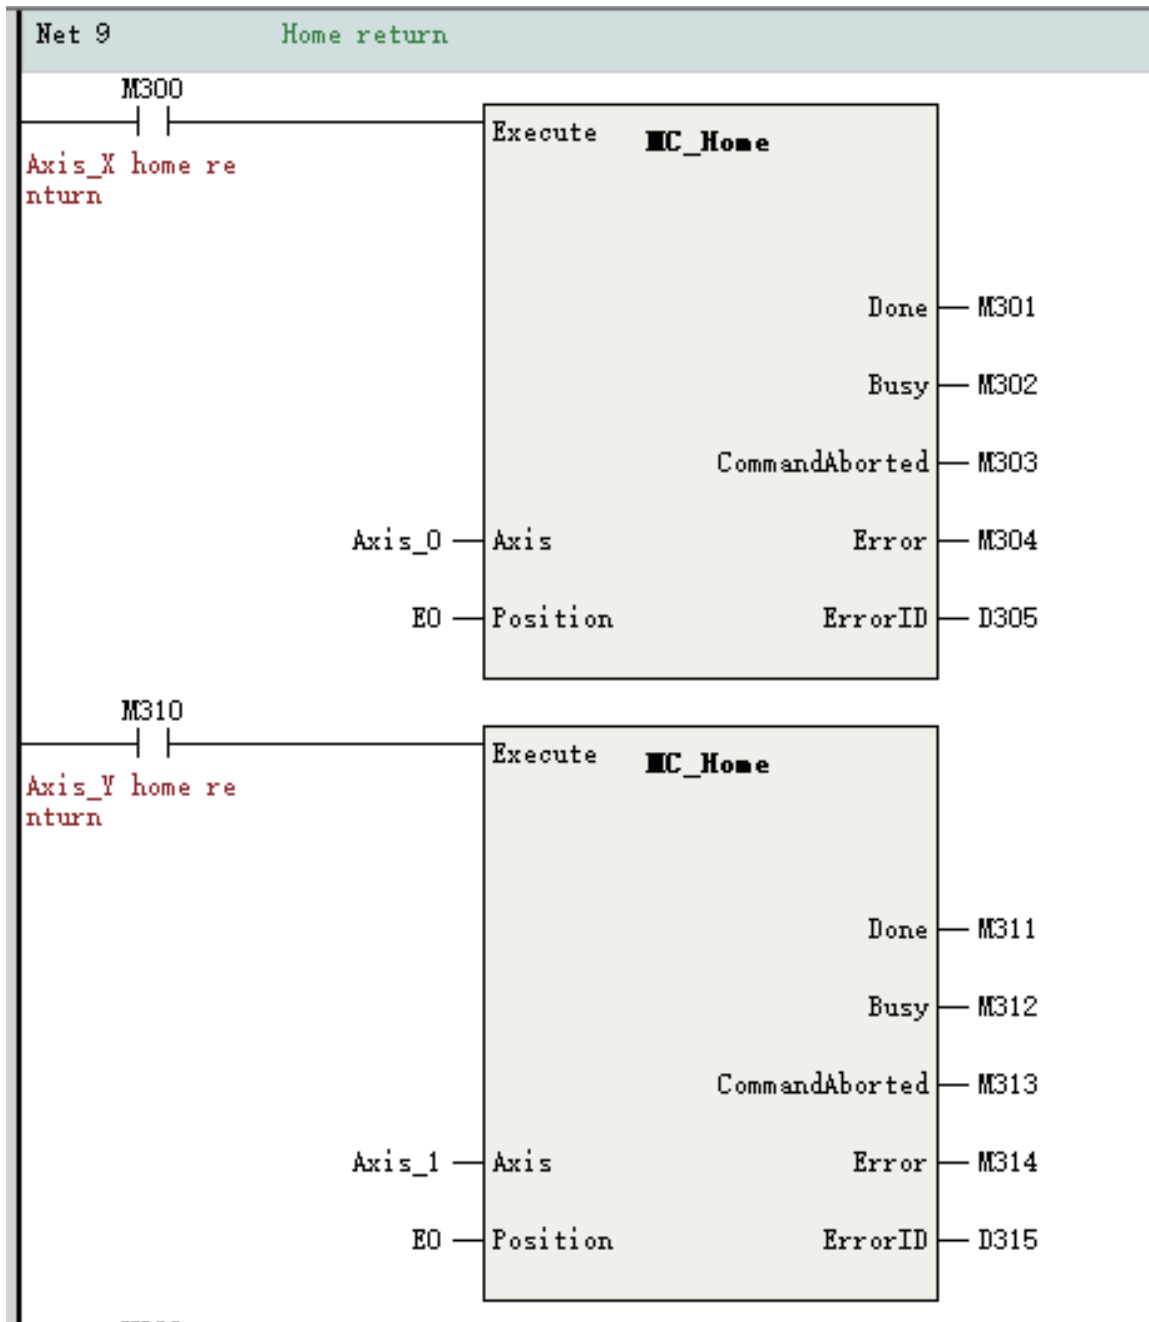 Net 9 Home return
M300
Execute MC_Home
Axis_X home re
nturn
Done M301
Busy M302
CommandAborted M303
Axis_0 Axis Error M304
E0 Position ErrorID D305
M310
Execute MC_Home
Axis_Y home re
nturn
Done M311
Busy M312
CommandAborted M313
Axis_1 Axis Error M314
E0 Position ErrorID D315